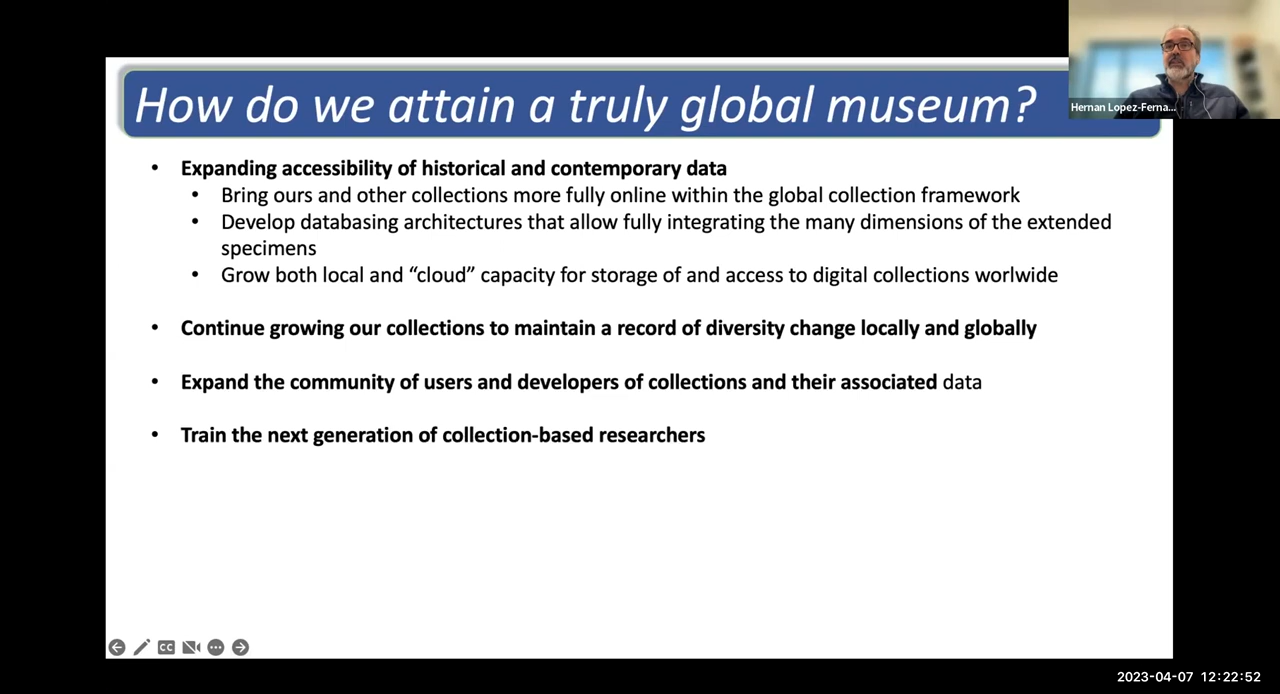 How do we attain a truly global museum?
Hernan Lopez-Ferna...
• Expanding accessibility of historical and contemporary data
• Bring ours and other collections more fully online within the global collection framework
• Develop databasing architectures that allow fully integrating the many dimensions of the extended
specimens
• Grow both local and “cloud” capacity for storage of and access to digital collections worlwide
• Continue growing our collections to maintain a record of diversity change locally and globally
• Expand the community of users and developers of collections and their associated data
• Train the next generation of collection-based researchers
CC
2023-04-07 12:22:52